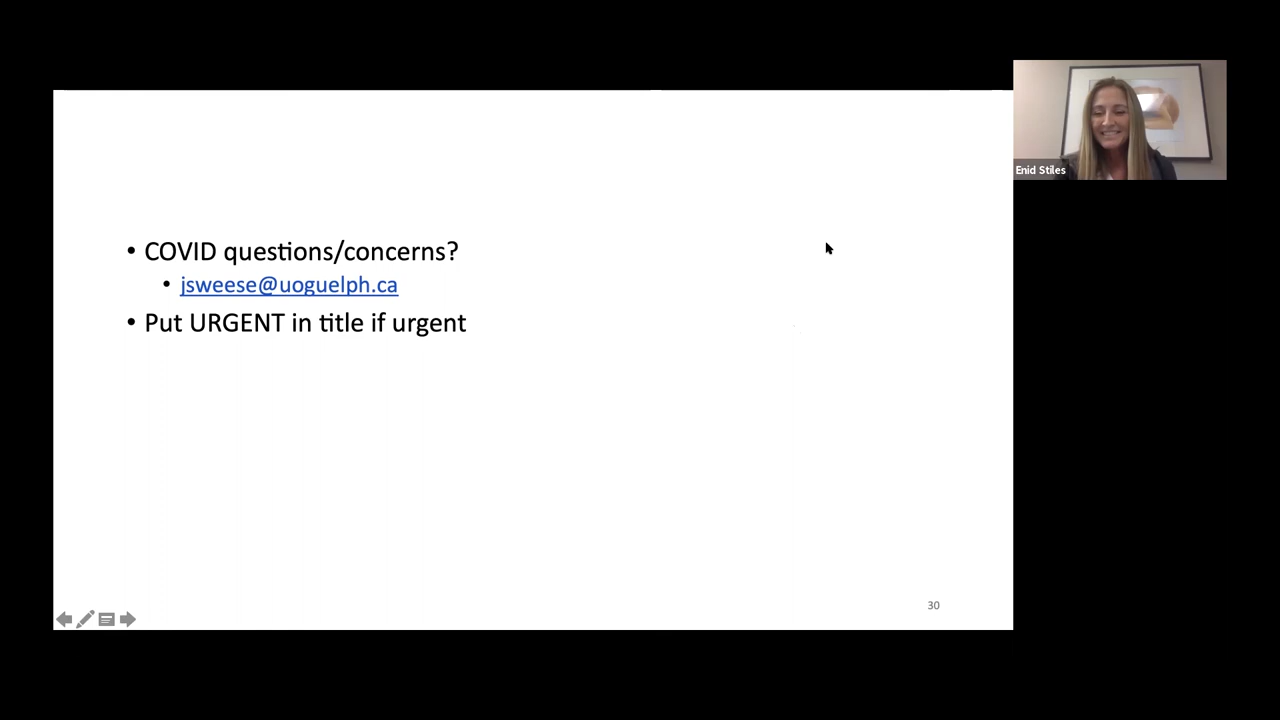 Enid Stiles
• COVID questions/concerns?
• jsweese@uoguelph.ca
• Put URGENT in title if urgent
30